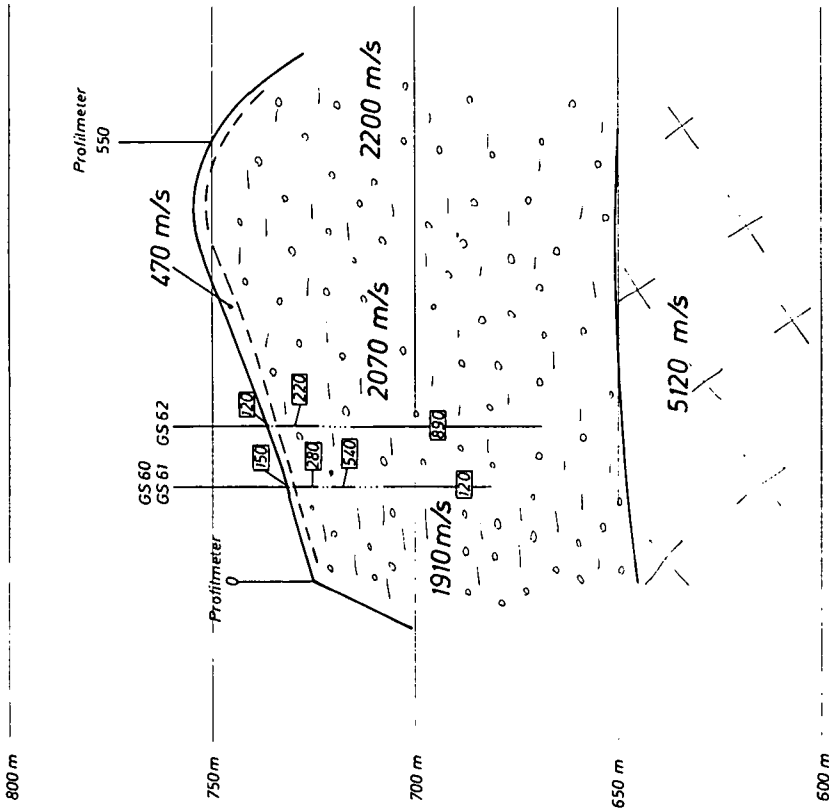 800 m
750 m
700 m
650 m
600 m
Profilmeter
0
GS 60
GS 61
GS 62
Profilmeter
550
470 m/s
150
280
540
120
120
220
890
1910 m/s
2070 m/s
2200 m/s
5120 m/s